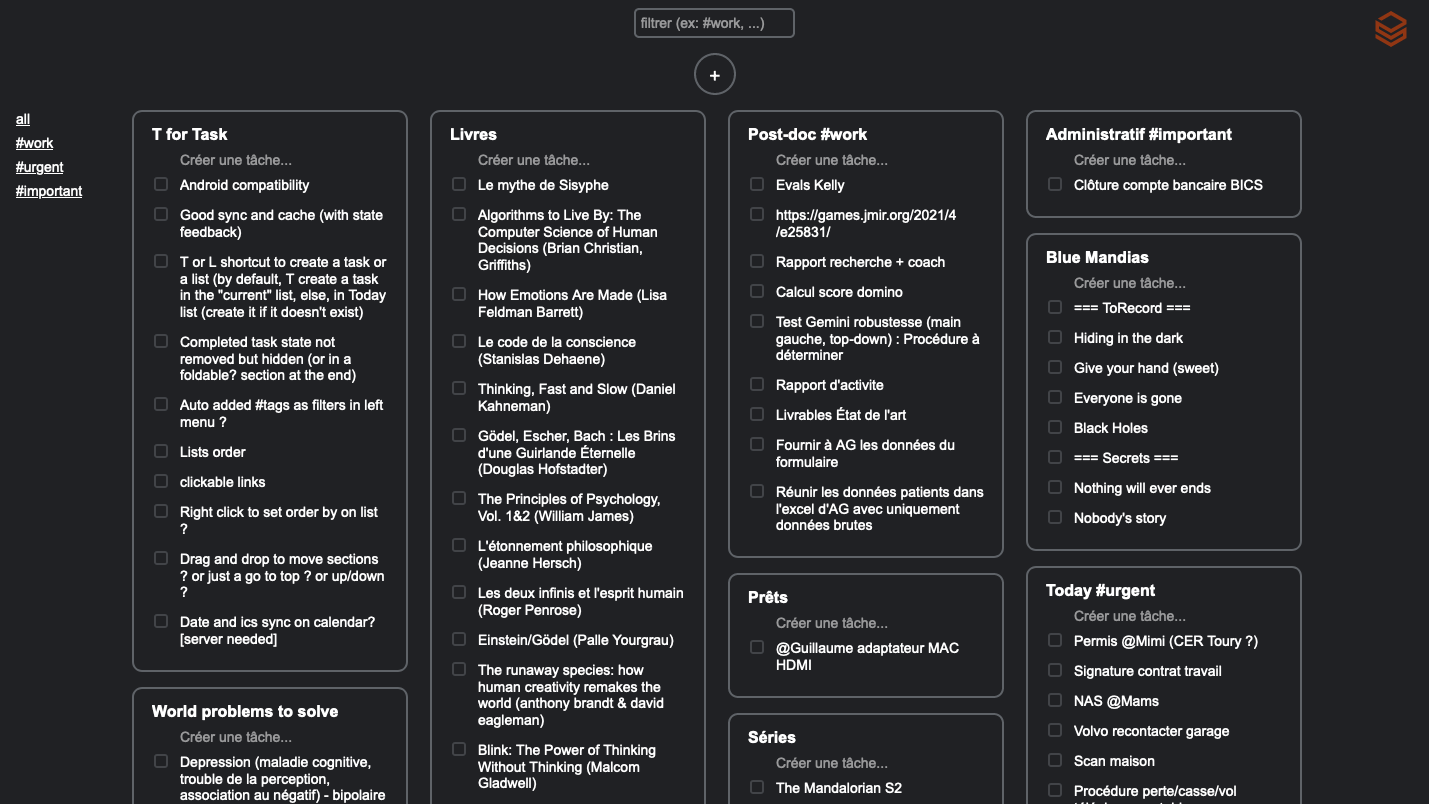 filtrer (ex: #work, ...)
+
all
#work
#urgent
#important
T for Task
Créer une tâche...
Android compatibility
Good sync and cache (with state
feedback)
T or L shortcut to create a task or
a list (by default, T create a task
in the "current" list, else, in Today
list (create it if it doesn't exist)
Completed task state not
removed but hidden (or in a
foldable? section at the end)
Auto added #tags as filters in left
menu ?
Lists order
clickable links
Right click to set order by on list
?
Drag and drop to move sections
? or just a go to top ? or up/down
?
Date and ics sync on calendar?
[server needed]
World problems to solve
Créer une tâche...
Depression (maladie cognitive,
trouble de la perception,
association au négatif) - bipolaire
Livres
Créer une tâche...
Le mythe de Sisyphe
Algorithms to Live By: The
Computer Science of Human
Decisions (Brian Christian,
Griffiths)
How Emotions Are Made (Lisa
Feldman Barrett)
Le code de la conscience
(Stanislas Dehaene)
Thinking, Fast and Slow (Daniel
Kahneman)
Gödel, Escher, Bach : Les Brins
d'une Guirlande Éternelle
(Douglas Hofstadter)
The Principles of Psychology,
Vol. 1&2 (William James)
L'étonnement philosophique
(Jeanne Hersch)
Les deux infinis et l'esprit humain
(Roger Penrose)
Einstein/Gödel (Palle Yourgrau)
The runaway species: how
human creativity remakes the
world (anthony brandt & david
eagleman)
Blink: The Power of Thinking
Without Thinking (Malcom
Gladwell)
Post-doc #work
Créer une tâche...
Evals Kelly
https://games.jmir.org/2021/4
/e25831/
Rapport recherche + coach
Calcul score domino
Test Gemini robustesse (main
gauche, top-down) : Procédure à
déterminer
Rapport d'activite
Livrables État de l'art
Fournir à AG les données du
formulaire
Réunir les données patients dans
l'excel d'AG avec uniquement
données brutes
Prêts
Créer une tâche...
@Guillaume adaptateur MAC
HDMI
Séries
Créer une tâche...
The Mandalorian S2
Administratif #important
Créer une tâche...
Clôture compte bancaire BICS
Blue Mandias
Créer une tâche...
=== ToRecord ===
Hiding in the dark
Give your hand (sweet)
Everyone is gone
Black Holes
=== Secrets ===
Nothing will ever ends
Nobody's story
Today #urgent
Créer une tâche...
Permis @Mimi (CER Toury ?)
Signature contrat travail
NAS @Mams
Volvo recontacter garage
Scan maison
Procédure perte/casse/vol